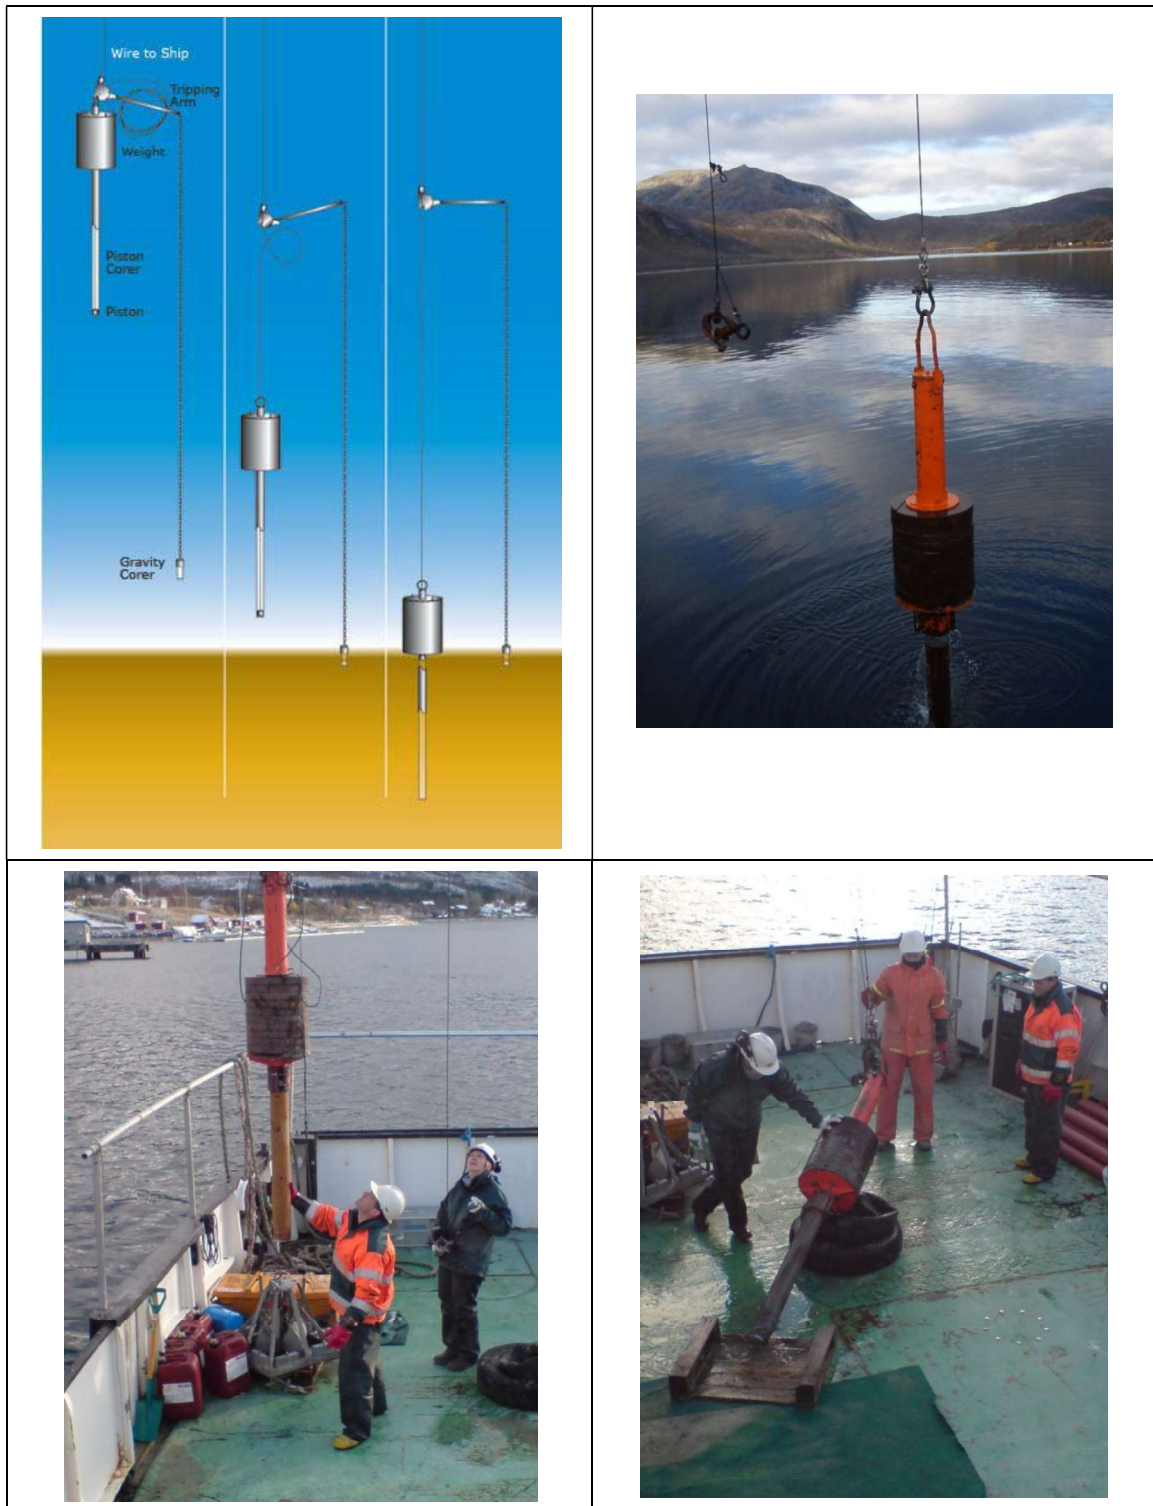 Wire to Ship
Tripping
Arm
Weight
Piston
Corer
Piston
Gravity
Corer